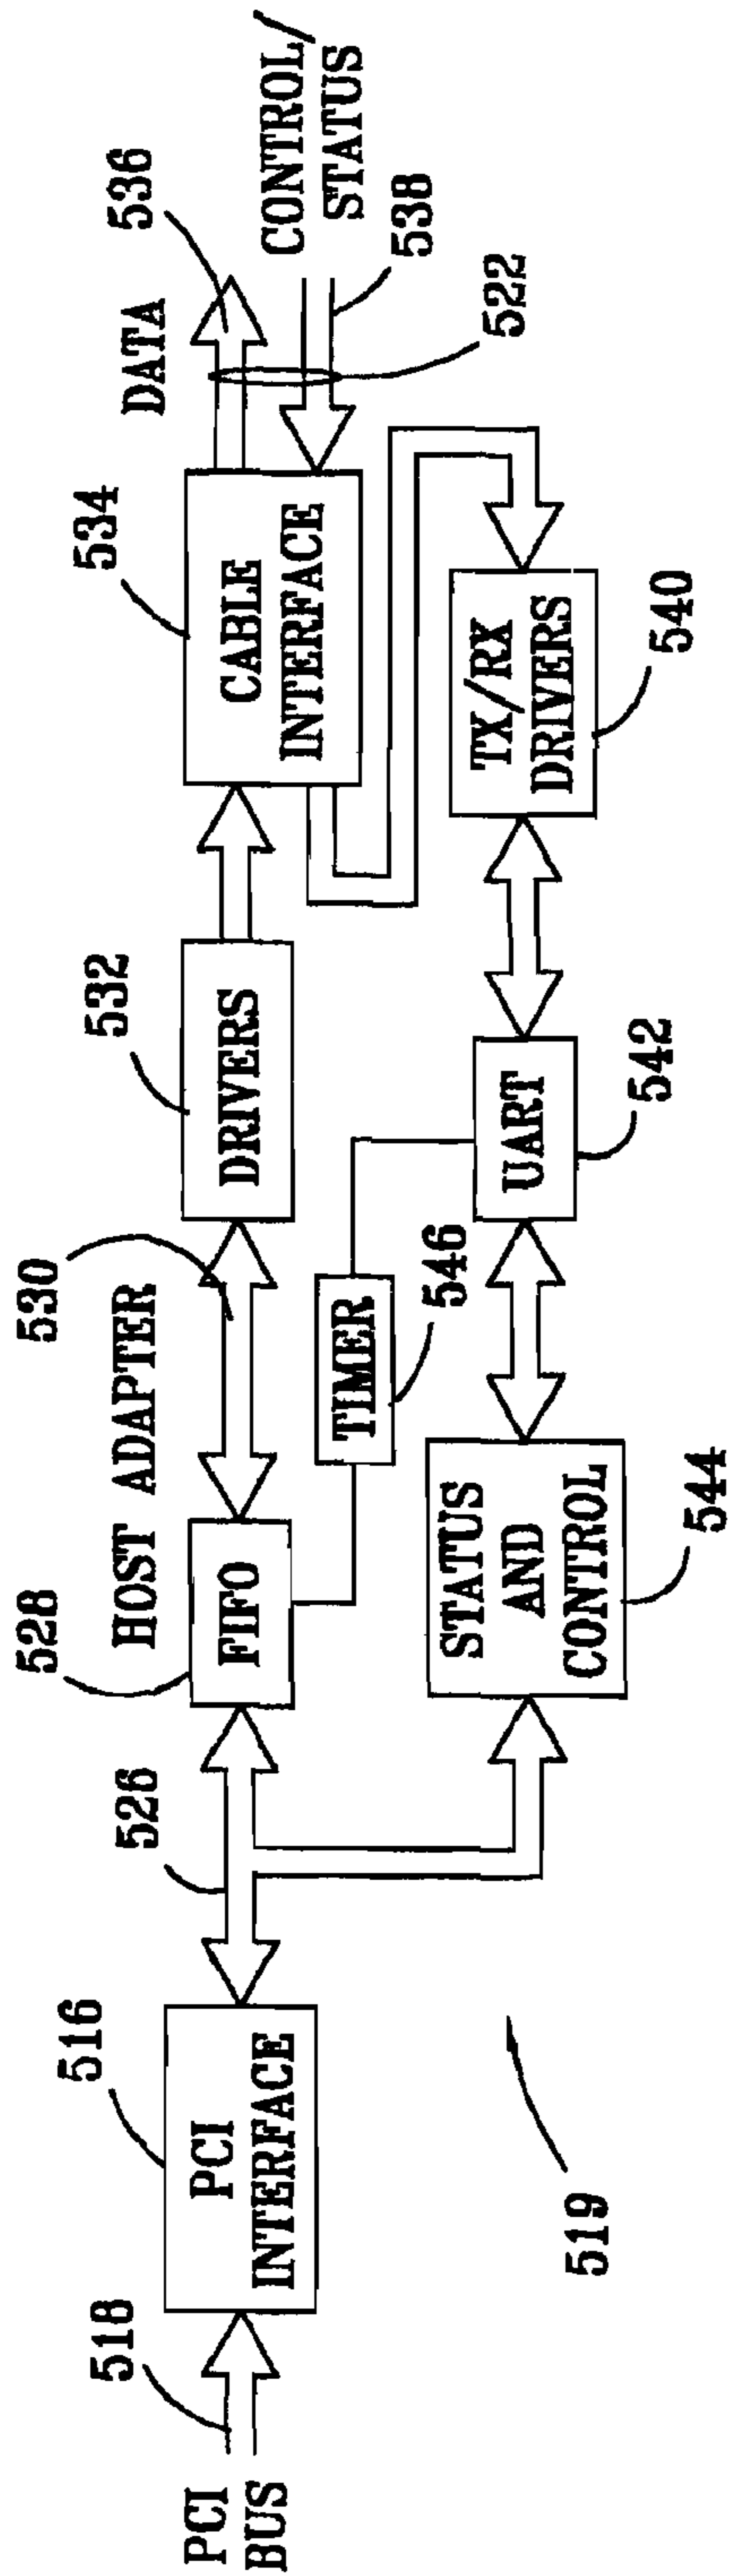 PCI
BUS
518
516
PCI
INTERFACE
526
528
HOST ADAPTER
FIFO
530
532
DRIVERS
534
CABLE
INTERFACE
DATA
536
CONTROL/
STATUS
538
522
TIMER
546
STATUS
AND
CONTROL
544
UART
542
TX/RX
DRIVERS
540
519